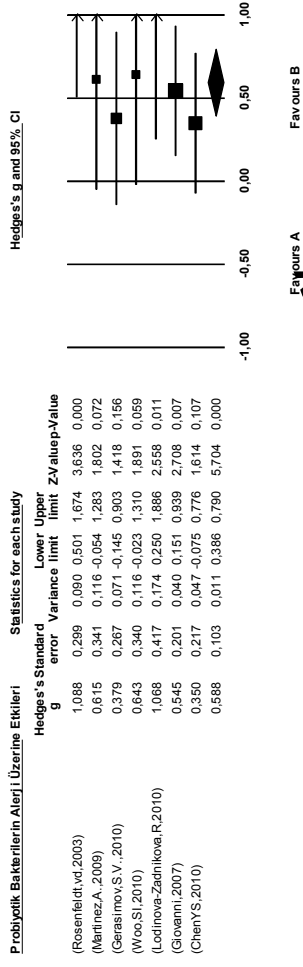 Probiyotik Bakterilerin Alerji Üzerine Etkileri Statistics for each study Hedges's g and 95% CI
Hedges's Standard Lower Upper
g error Variance limit limit Z-Value p-Value
(Rosenfeldt,vd,2003) 1,088 0,299 0,090 0,501 1,674 3,636 0,000
(Martinez,A.,2009) 0,615 0,341 0,116 -0,054 1,283 1,802 0,072
(Gerasimov,S.V.,2010) 0,379 0,267 0,071 -0,145 0,903 1,418 0,156
(Woo,SI,2010) 0,643 0,340 0,116 -0,023 1,310 1,891 0,059
(Lodinova-Zadnikova,R,2010) 1,068 0,417 0,174 0,250 1,886 2,558 0,011
(Giovanni,2007) 0,545 0,201 0,040 0,151 0,939 2,708 0,007
(ChenYS,2010) 0,350 0,217 0,047 -0,075 0,776 1,614 0,107
0,588 0,103 0,011 0,386 0,790 5,704 0,000
-1,00 -0,50 0,00 0,50 1,00
Favours A Favours B